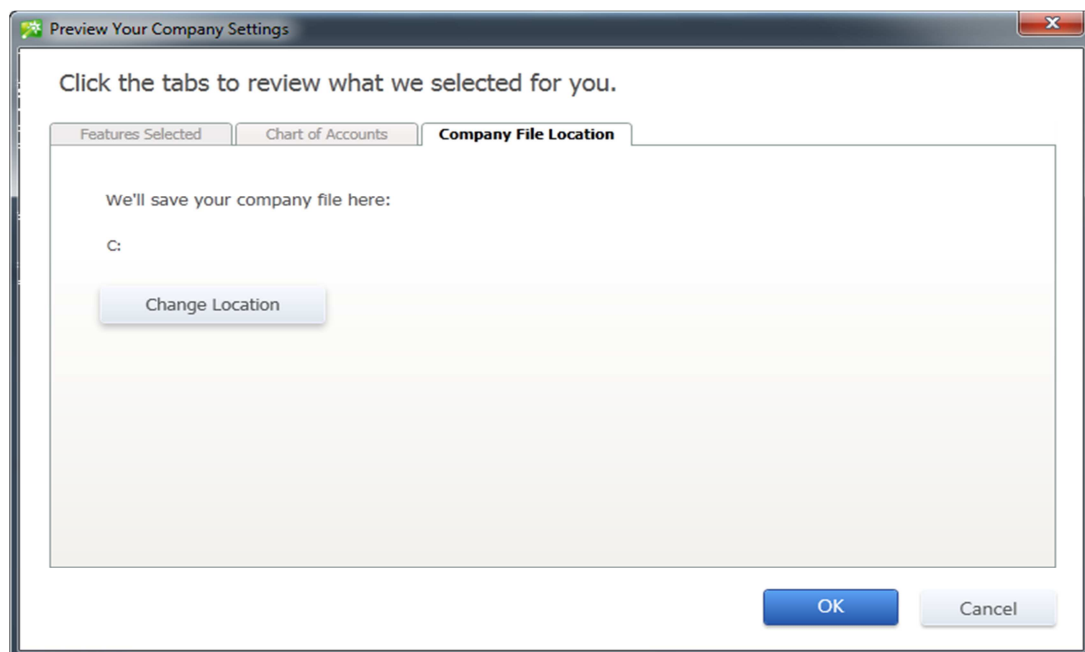 Preview Your Company Settings
Click the tabs to review what we selected for you.
Features Selected Chart of Accounts Company File Location
We'll save your company file here:
C:
Change Location
OK Cancel